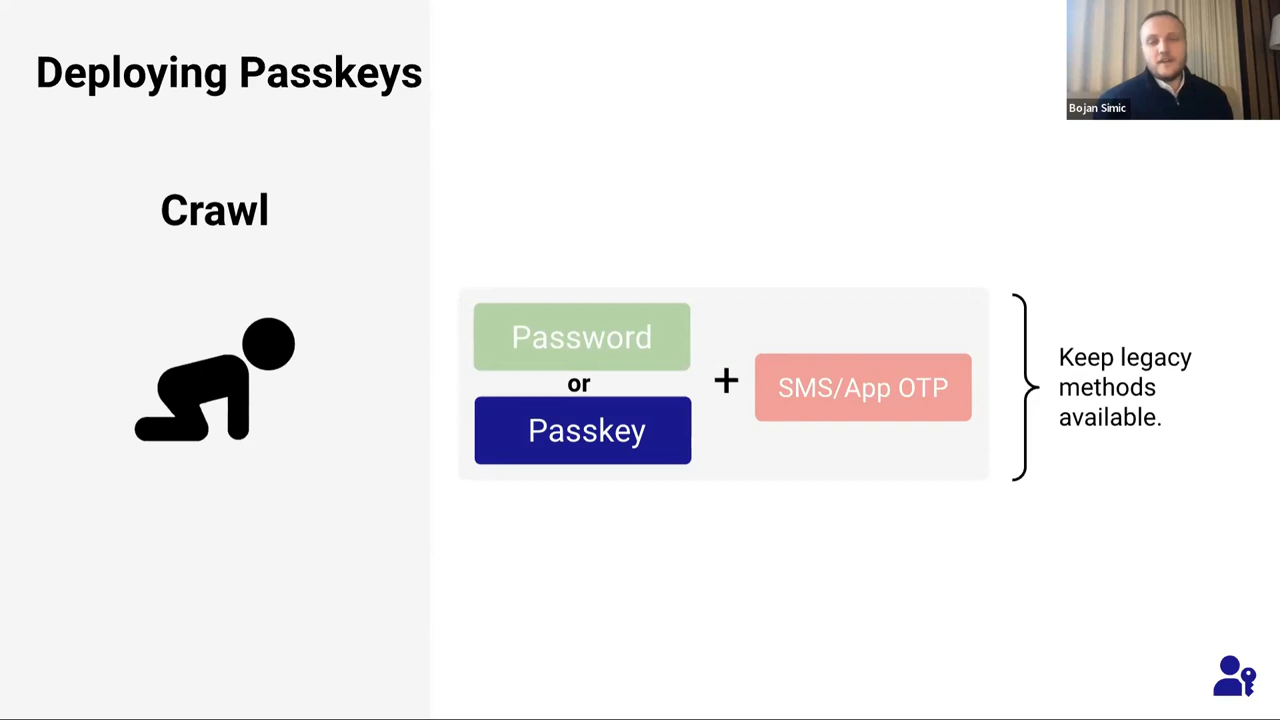 Deploying Passkeys
Bojan Simic
Crawl
Password
or
Passkey
+
SMS/App OTP
Keep legacy
methods
available.